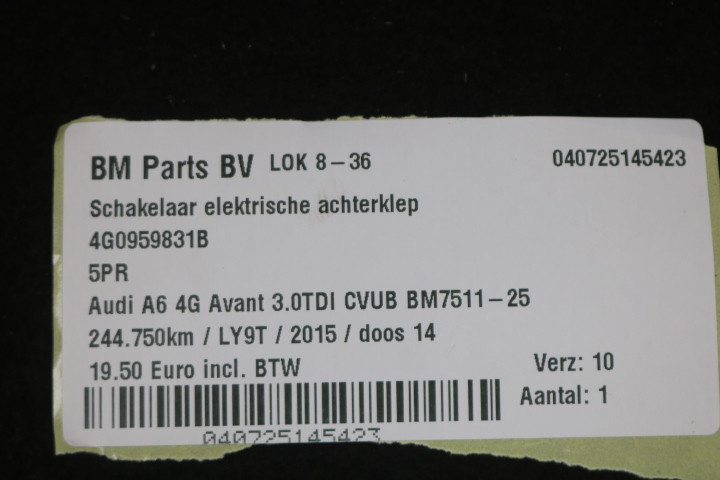 BM Parts BV LOK 8-36 040725145423
Schakelaar elektrische achterklep
4G0959831B
5PR
Audi A6 4G Avant 3.0TDI CVUB BM7511-25
244.750km / LY9T / 2015 / doos 14
19.50 Euro incl. BTW Verz: 10
Aantal: 1
040725145423